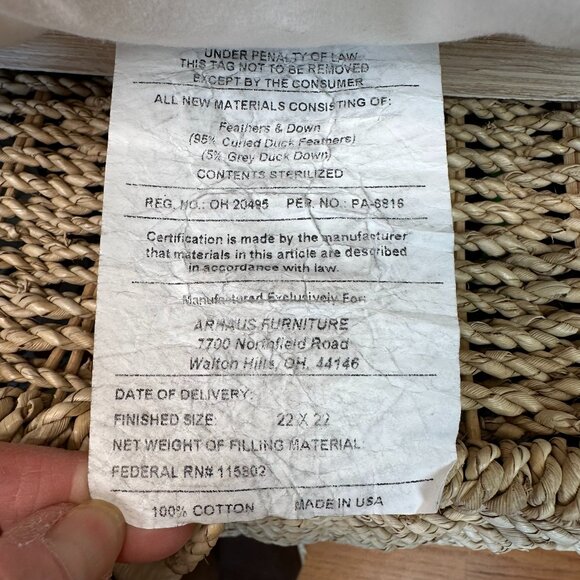 UNDER PENALTY OF LAW
THIS TAG NOT TO BE REMOVED
EXCEPT BY THE CONSUMER
ALL NEW MATERIALS CONSISTING OF:
Feathers & Down
(95% Curled Duck Feathers)
(5% Grey Duck Down)
CONTENTS STERILIZED
REG. NO.: OH 20495 PER. NO.: PA-6816
Certification is made by the manufacturer
that materials in this article are described
in accordance with law.
Manufactured Exclusively For:
ARHAUS FURNITURE
7700 Northfield Road
Walton Hills, OH. 44146
DATE OF DELIVERY:
FINISHED SIZE: 22 X 22
NET WEIGHT OF FILLING MATERIAL
FEDERAL RN# 115802
100% COTTON MADE IN USA